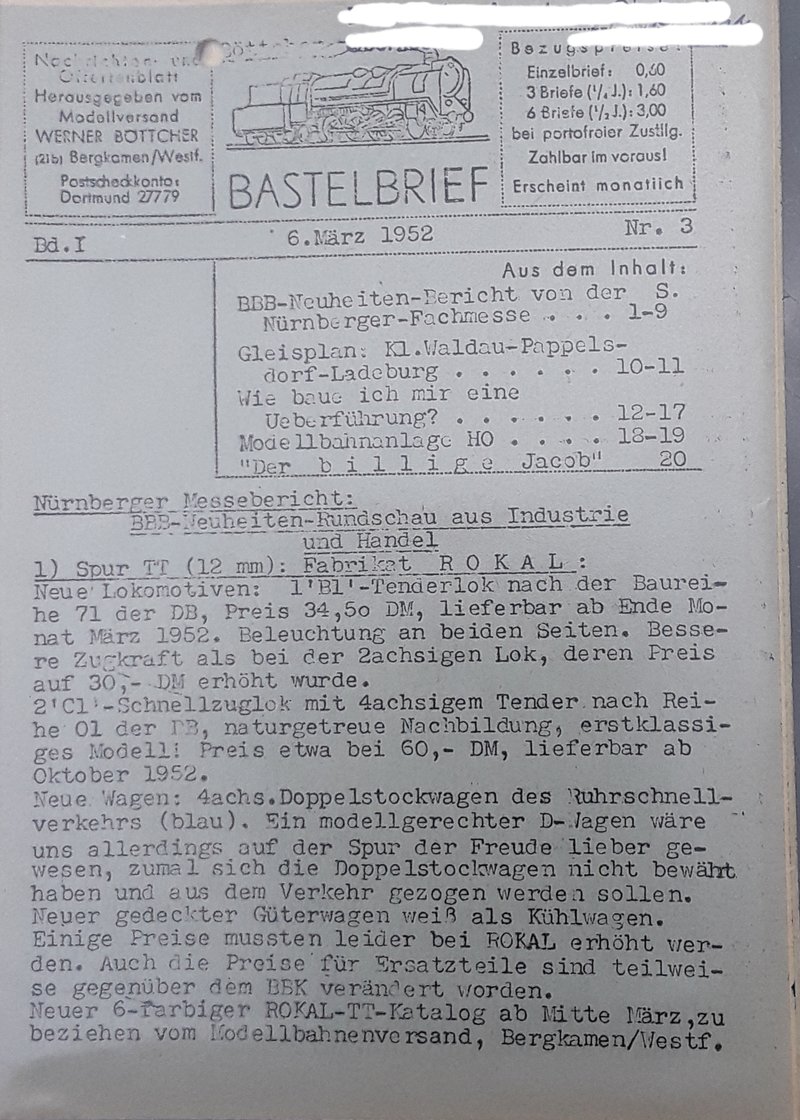 Nachrichten- und
Offertenblatt
Herausgegeben vom
Modellversand
WERNER BÖTTCHER
(21b) Bergkamen/Westf.
Postscheckkonto:
Dortmund 27779
BASTELBRIEF
Bezugspreise:
Einzelbrief: 0,60
3 Briefe (¼ J.): 1,60
6 Briefe (½ J.): 3,00
bei portofreier Zustllg.
Zahlbar im voraus!
Erscheint monatlich
Bd.I 6.März 1952 Nr. 3
Aus dem Inhalt:
BBB-Neuheiten-Bericht von der S.
Nürnberger-Fachmesse . . . 1-9
Gleisplan: Kl.Waldau-Pappels-
dorf-Ladeburg . . . . . . 10-11
Wie baue ich mir eine
Ueberführung? . . . . . . 12-17
Modellbahnanlage HO . . . . 18-19
"Der b i l l i g e Jacob" 20
Nürnberger Messebericht:
BBB-Neuheiten-Rundschau aus Industrie
und Handel
1) Spur TT (12 mm): Fabrikat R O K A L :
Neue Lokomotiven: 1'B1'-Tenderlok nach der Baurei-
he 71 der DB, Preis 34,5o DM, lieferbar ab Ende Mo-
nat März 1952. Beleuchtung an beiden Seiten. Besse-
re Zugkraft als bei der 2achsigen Lok, deren Preis
auf 30,- DM erhöht wurde.
2'C1'-Schnellzuglok mit 4achsigem Tender nach Rei-
he 01 der DB, naturgetreue Nachbildung, erstklassi-
ges Modell! Preis etwa bei 60,- DM, lieferbar ab
Oktober 1952.
Neue Wagen: 4achs.Doppelstockwagen des Ruhrschnell-
verkehrs (blau). Ein modellgerechter D-Wagen wäre
uns allerdings auf der Spur der Freude lieber ge-
wesen, zumal sich die Doppelstockwagen nicht bewäht
haben und aus dem Verkehr gezogen werden sollen.
Neuer gedeckter Güterwagen weiß als Kühlwagen.
Einige Preise mussten leider bei ROKAL erhöht wer-
den. Auch die Preise für Ersatzteile sind teilwei-
se gegenüber dem BBK verändert worden.
Neuer 6-farbiger ROKAL-TT-Katalog ab Mitte März,zu
beziehen vom Modellbahnenversand, Bergkamen/Westf.